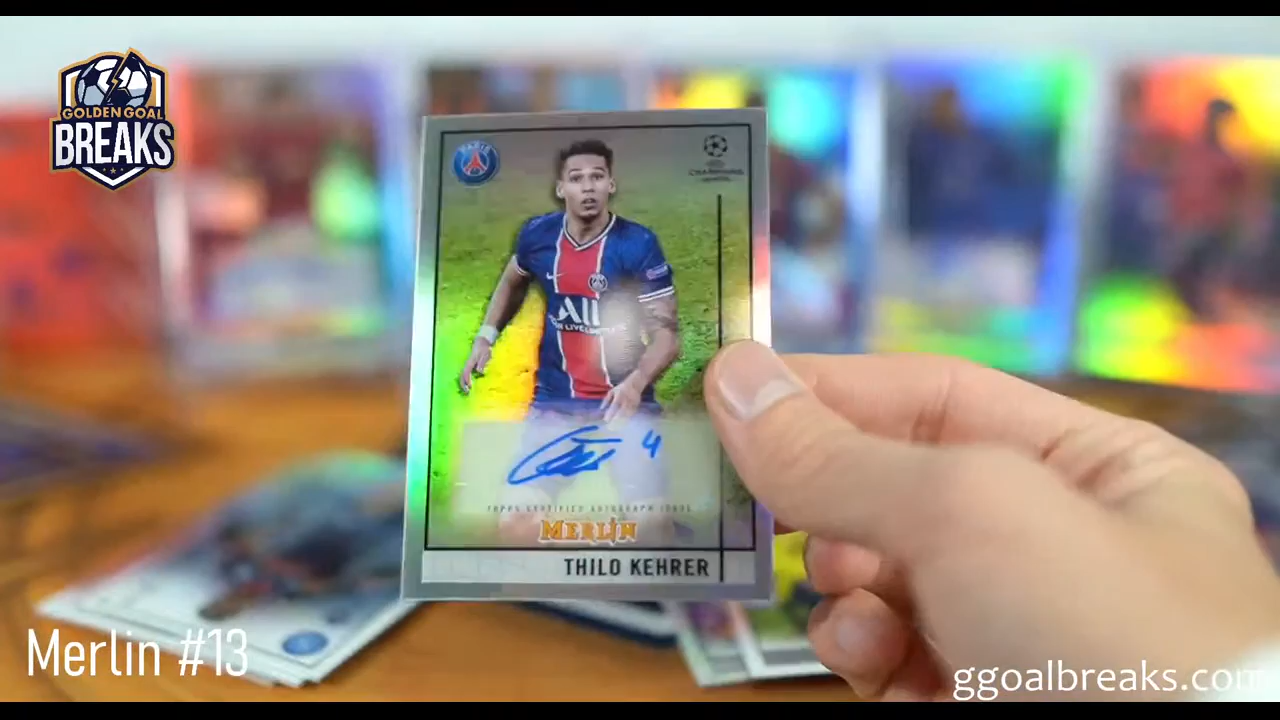 GOLDEN GOAL
BREAKS
PARIS
CHAMPIONS
LEAGUE
ALL
4
TOPPS CERTIFIED AUTOGRAPH ISSUE
MERLIN
THILO KEHRER
Merlin #13
ggoalbreaks.com